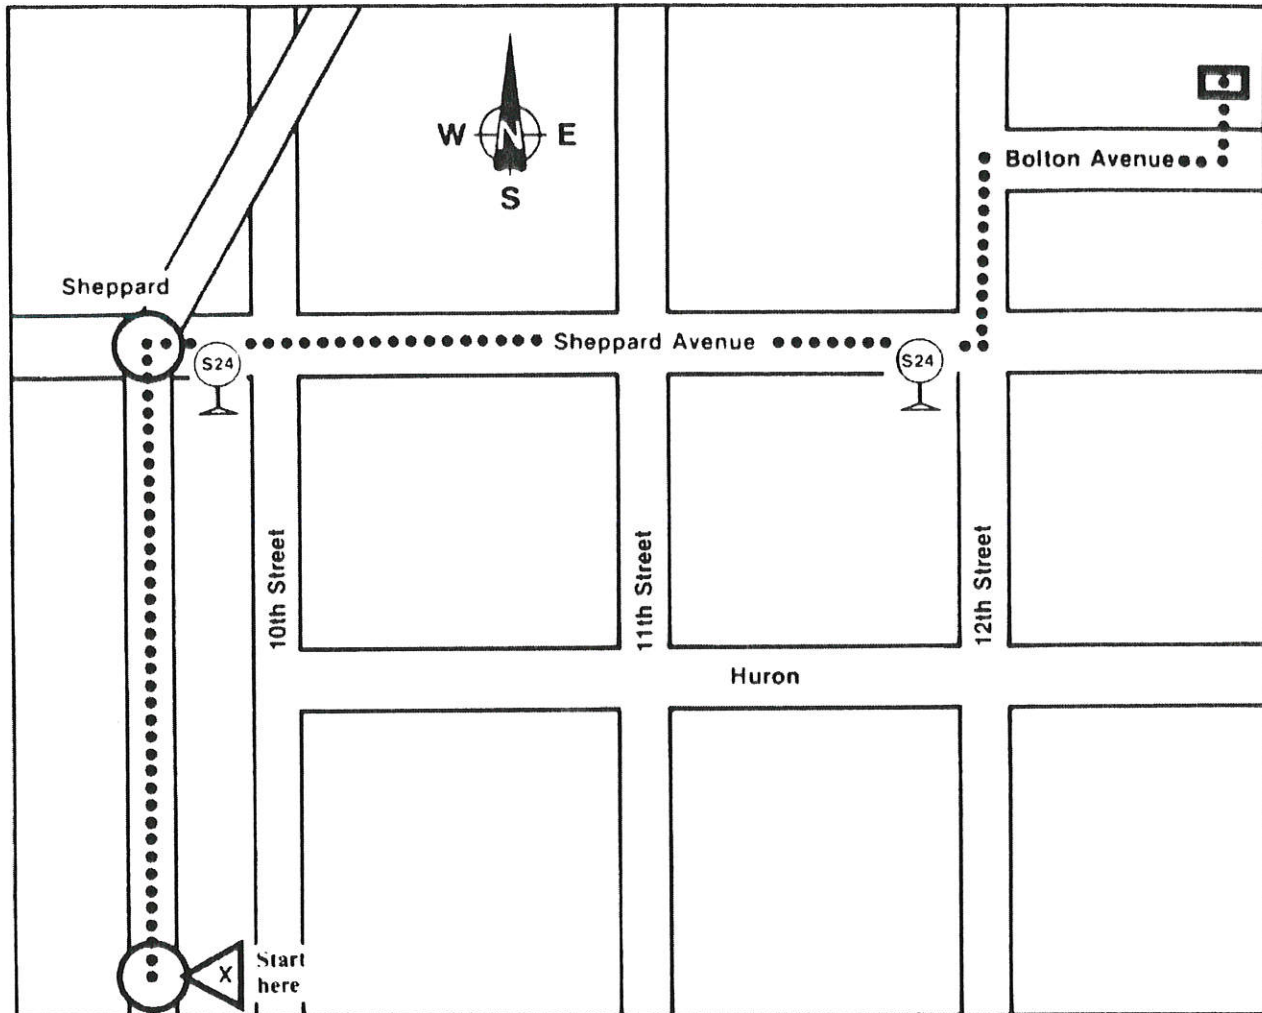 N
W E
S
Bolton Avenue
Sheppard
Sheppard Avenue
S24
S24
10th Street
11th Street
12th Street
Huron
X
Start
here